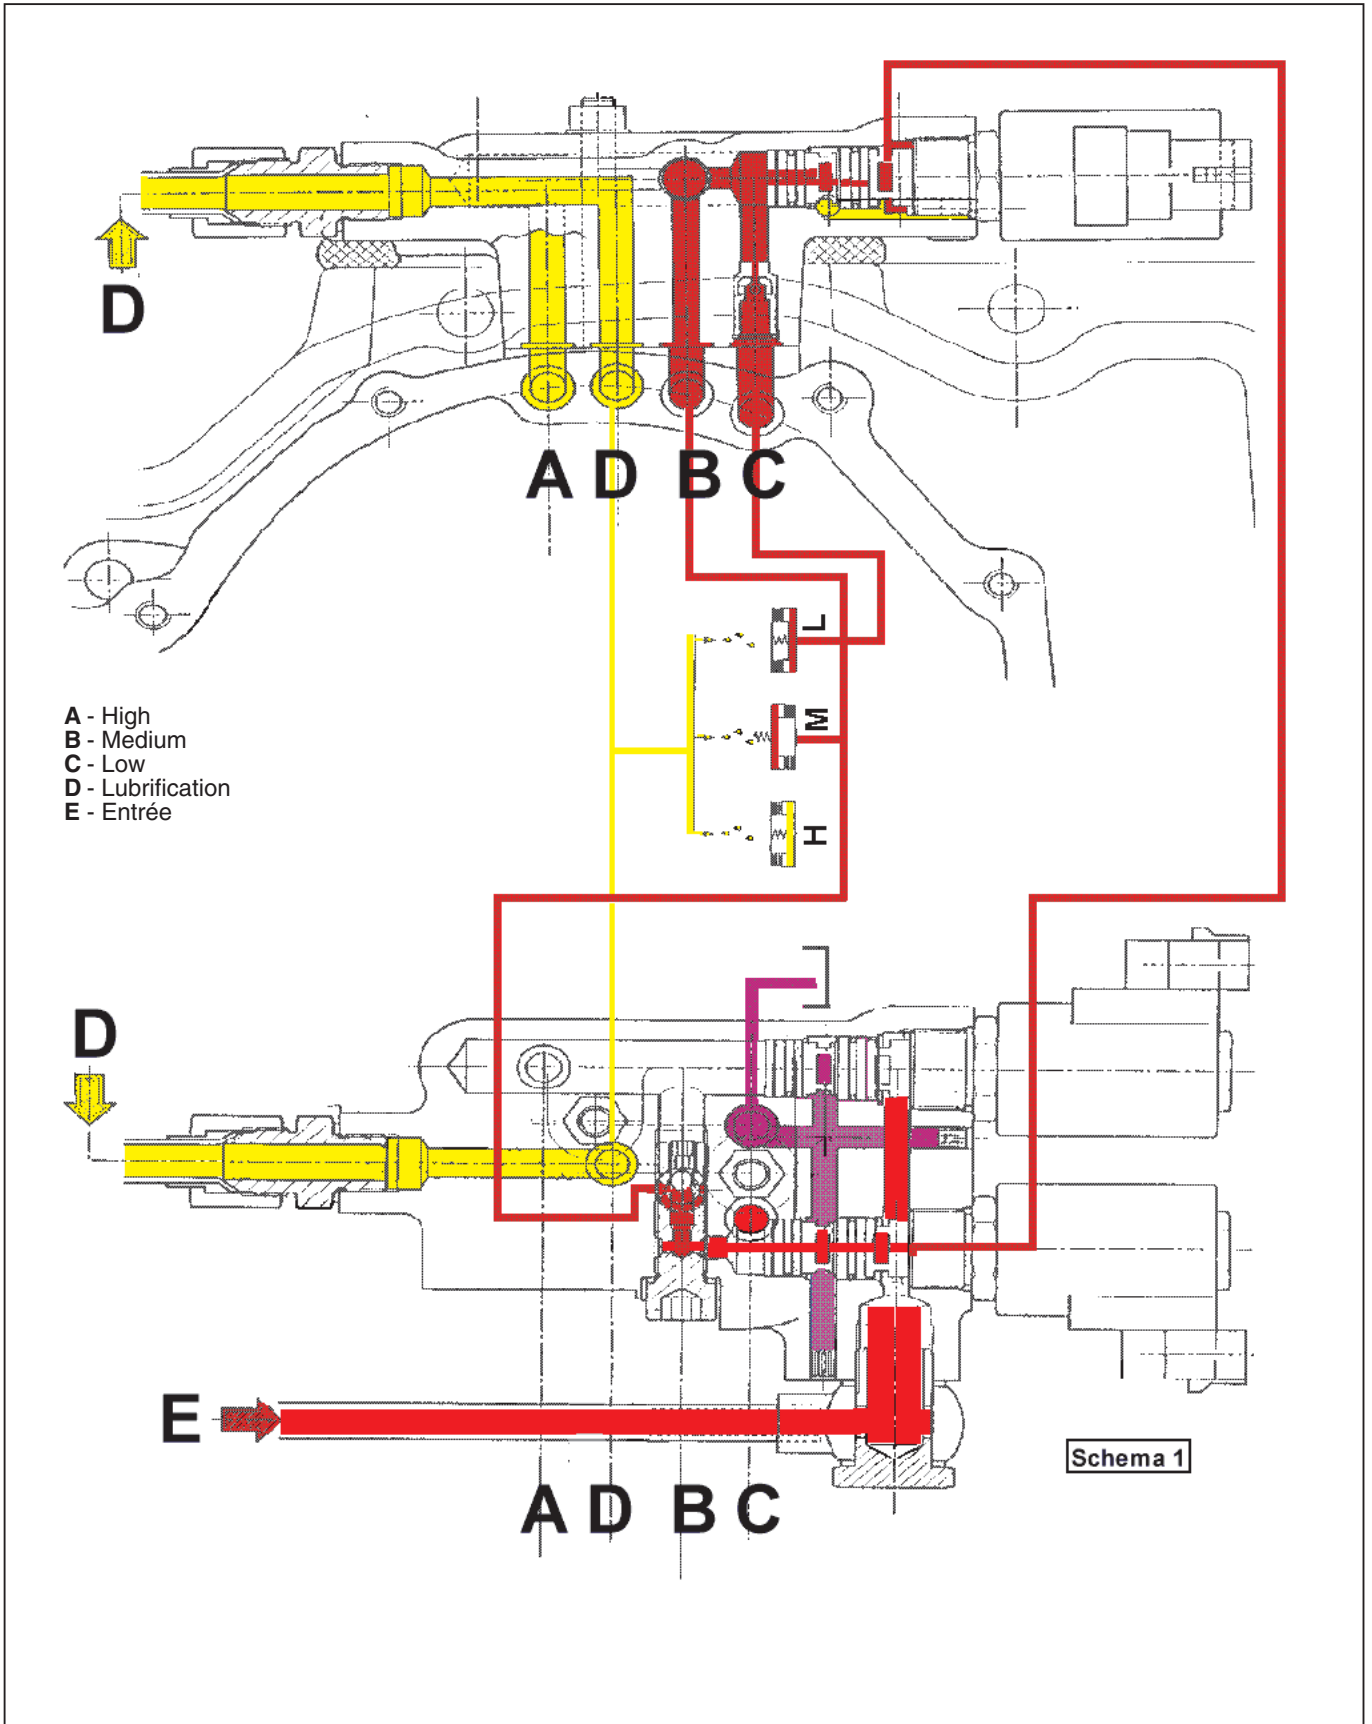 D
A D B C
L
M
H
A - High
B - Medium
C - Low
D - Lubrification
E - Entrée
D
E
Schema 1
A D B C